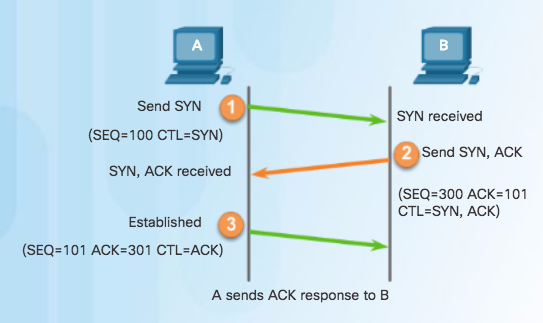 A
B
1
Send SYN
(SEQ=100 CTL=SYN)
SYN received
2
Send SYN, ACK
SYN, ACK received
(SEQ=300 ACK=101
CTL=SYN, ACK)
Established
3
(SEQ=101 ACK=301 CTL=ACK)
A sends ACK response to B